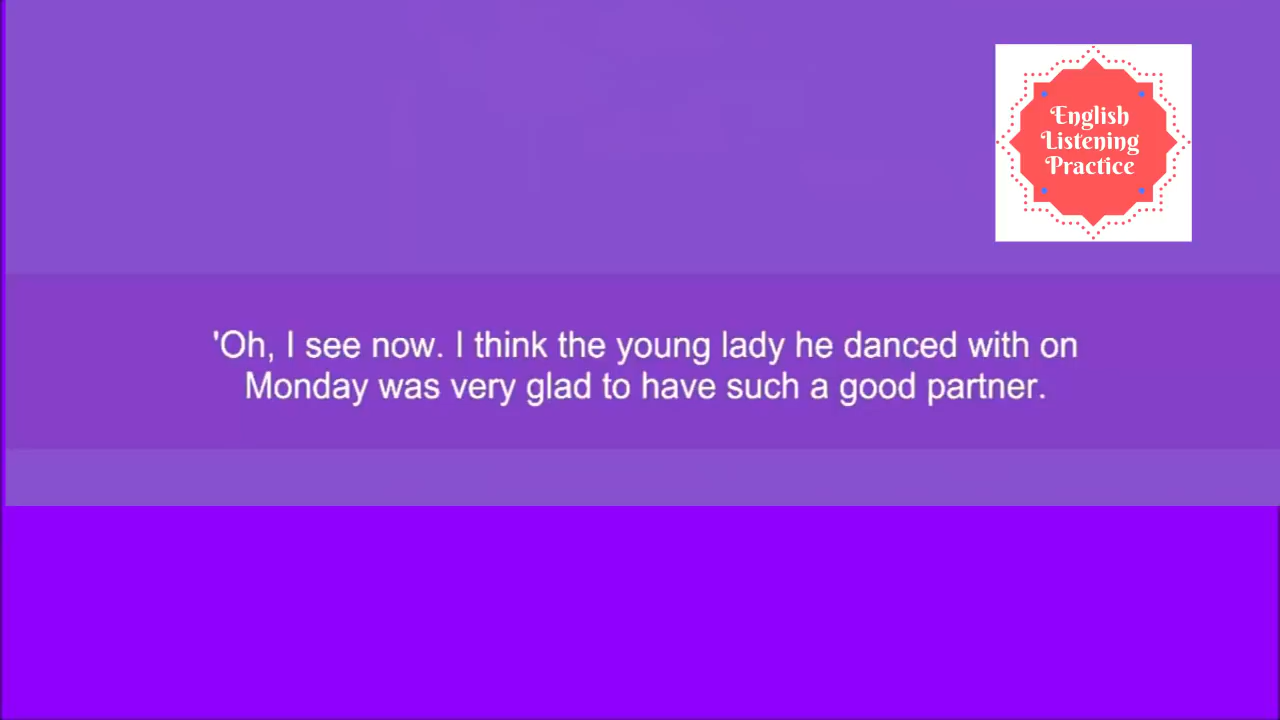 English
Listening
Practice
'Oh, I see now. I think the young lady he danced with on
Monday was very glad to have such a good partner.